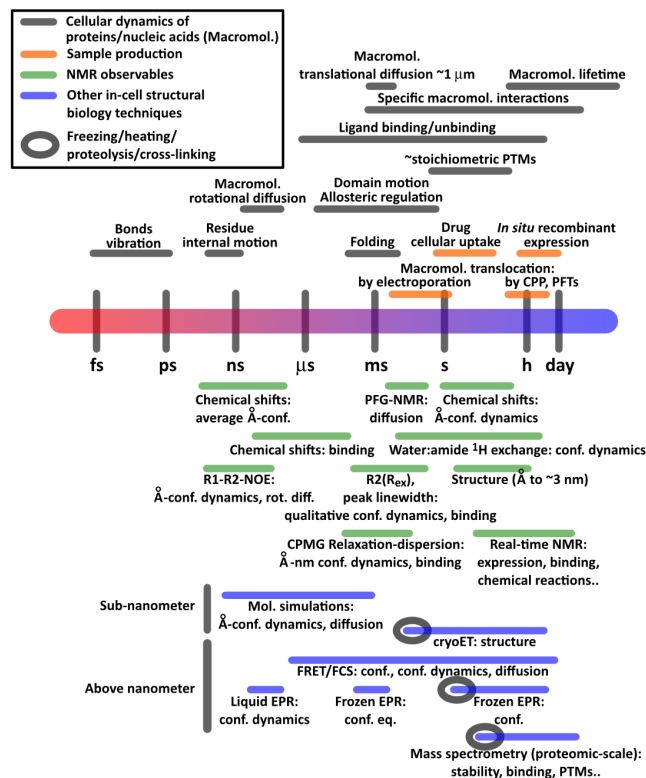 Cellular dynamics of
proteins/nucleic acids (Macromol.)
Sample production
NMR observables
Other in-cell structural
biology techniques
Freezing/heating/
proteolysis/cross-linking
Macromol.
translational diffusion ~1 μm
Macromol. lifetime
Specific macromol. interactions
Ligand binding/unbinding
~stoichiometric PTMs
Macromol.
rotational diffusion
Domain motion
Allosteric regulation
Bonds
vibration
Residue
internal motion
Folding
Drug
cellular uptake
In situ recombinant
expression
Macromol. translocation:
by electroporation
by CPP, PFTs
fs ps ns μs ms s h day
Chemical shifts:
average Å-conf.
PFG-NMR:
diffusion
Chemical shifts:
Å-conf. dynamics
Chemical shifts: binding
Water:amide ¹H exchange: conf. dynamics
R1-R2-NOE:
Å-conf. dynamics, rot. diff.
R2(Rex),
peak linewidth:
qualitative conf. dynamics, binding
Structure (Å to ~3 nm)
CPMG Relaxation-dispersion:
Å-nm conf. dynamics, binding
Real-time NMR:
expression, binding,
chemical reactions..
Sub-nanometer
Mol. simulations:
Å-conf. dynamics, diffusion
cryoET: structure
Above nanometer
FRET/FCS: conf., conf. dynamics, diffusion
Liquid EPR:
conf. dynamics
Frozen EPR:
conf. eq.
Frozen EPR:
conf.
Mass spectrometry (proteomic-scale):
stability, binding, PTMs..